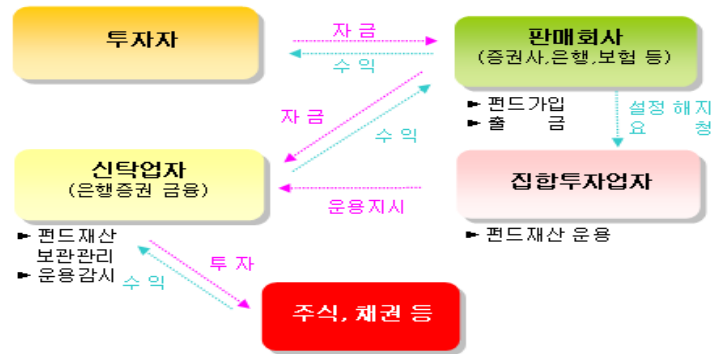 투자자
자 금
수 익
판매회사
(증권사,은행,보험 등)
► 펀드가입
► 출 금
설정 해지
요 청
자 금
수 익
신탁업자
(은행증권 금융)
운용지시
집합투자업자
► 펀드재산
보관관리
► 운용감시
► 펀드재산 운용
투 자
수 익
주식, 채권 등